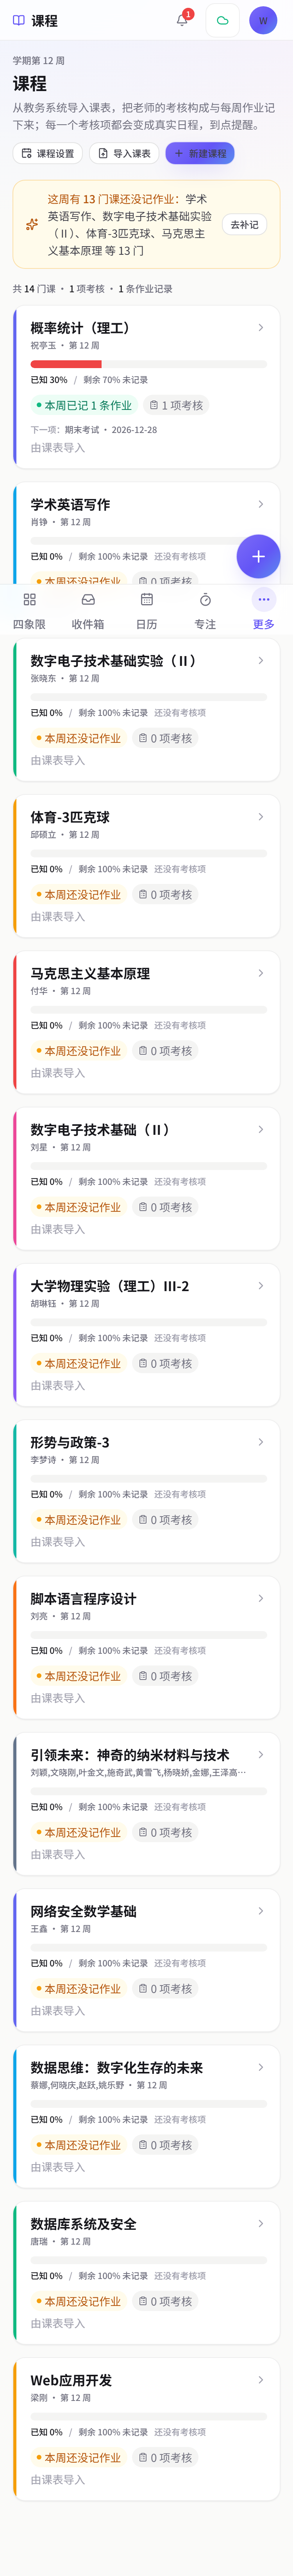 课程
1
W
学期第 12 周
课程
从教务系统导入课表，把老师的考核构成与每周作业记
下来；每一个考核项都会变成真实日程，到点提醒。
课程设置
导入课表
新建课程
这周有 13 门课还没记作业：学术
英语写作、数字电子技术基础实验
（II）、体育-3匹克球、马克思主
义基本原理 等 13 门
去补记
共 14 门课 · 1 项考核 · 1 条作业记录
概率统计（理工）
祝亭玉 · 第 12 周
已知 30% / 剩余 70% 未记录
本周已记 1 条作业 1 项考核
下一项：期末考试 · 2026-12-28
由课表导入
学术英语写作
肖铮 · 第 12 周
已知 0% / 剩余 100% 未记录 还没有考核项
本周还没记作业 0 项考核
四象限
收件箱
日历
专注
更多
数字电子技术基础实验（II）
张晓东 · 第 12 周
已知 0% / 剩余 100% 未记录 还没有考核项
本周还没记作业 0 项考核
由课表导入
体育-3匹克球
邱硕立 · 第 12 周
已知 0% / 剩余 100% 未记录 还没有考核项
本周还没记作业 0 项考核
由课表导入
马克思主义基本原理
付华 · 第 12 周
已知 0% / 剩余 100% 未记录 还没有考核项
本周还没记作业 0 项考核
由课表导入
数字电子技术基础（II）
刘星 · 第 12 周
已知 0% / 剩余 100% 未记录 还没有考核项
本周还没记作业 0 项考核
由课表导入
大学物理实验（理工）III-2
胡琳钰 · 第 12 周
已知 0% / 剩余 100% 未记录 还没有考核项
本周还没记作业 0 项考核
由课表导入
形势与政策-3
李梦诗 · 第 12 周
已知 0% / 剩余 100% 未记录 还没有考核项
本周还没记作业 0 项考核
由课表导入
脚本语言程序设计
刘亮 · 第 12 周
已知 0% / 剩余 100% 未记录 还没有考核项
本周还没记作业 0 项考核
由课表导入
引领未来：神奇的纳米材料与技术
刘颖,文晓刚,叶金文,施奇武,黄雪飞,杨晓娇,金娜,王泽高…
已知 0% / 剩余 100% 未记录 还没有考核项
本周还没记作业 0 项考核
由课表导入
网络安全数学基础
王鑫 · 第 12 周
已知 0% / 剩余 100% 未记录 还没有考核项
本周还没记作业 0 项考核
由课表导入
数据思维：数字化生存的未来
蔡娜,何晓庆,赵跃,姚乐野 · 第 12 周
已知 0% / 剩余 100% 未记录 还没有考核项
本周还没记作业 0 项考核
由课表导入
数据库系统及安全
唐瑞 · 第 12 周
已知 0% / 剩余 100% 未记录 还没有考核项
本周还没记作业 0 项考核
由课表导入
Web应用开发
梁刚 · 第 12 周
已知 0% / 剩余 100% 未记录 还没有考核项
本周还没记作业 0 项考核
由课表导入